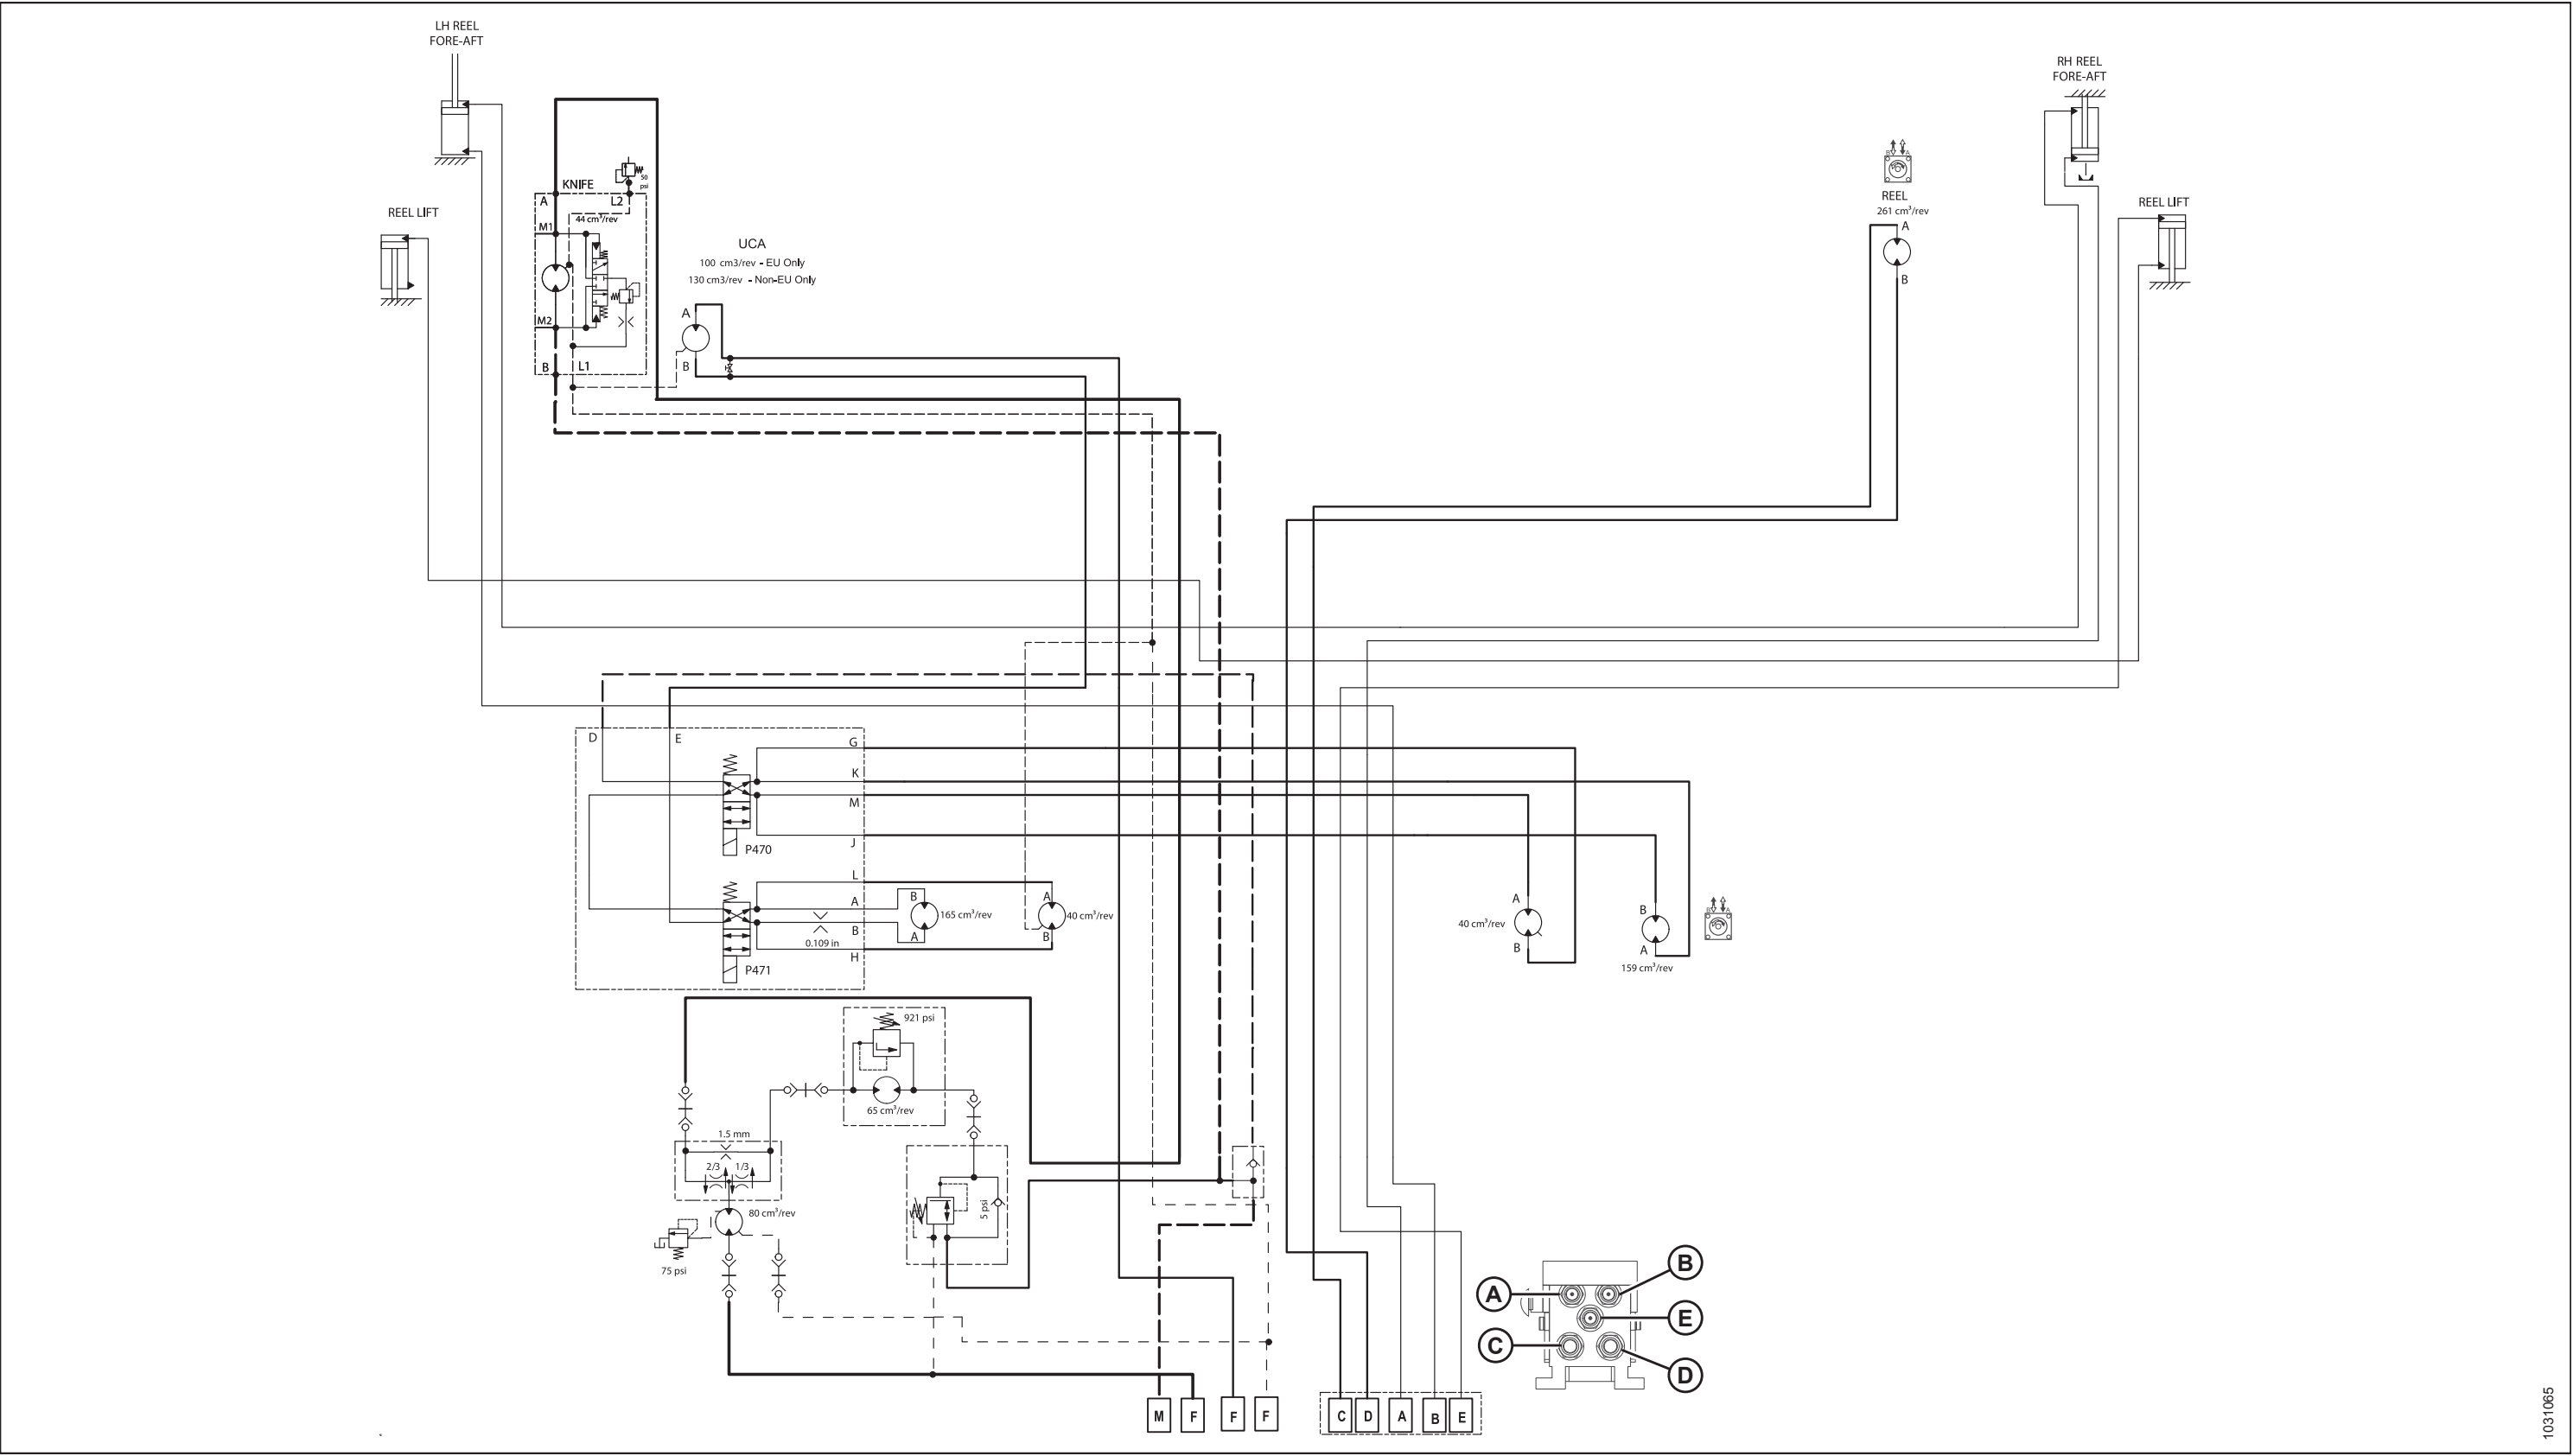 LH REEL
FORE-AFT
RH REEL
FORE-AFT
KNIFE
50
psi
A
L2
REEL LIFT
44 cm³/rev
M1
M2
B
L1
UCA
100 cm3/rev - EU Only
130 cm3/rev - Non-EU Only
A
B
B A
REEL
261 cm³/rev
A
B
REEL LIFT
D
E
G
K
M
J
P470
L
A
B
H
0.109 in
P471
B
A
165 cm³/rev
A
B
40 cm³/rev
A
B
40 cm³/rev
B
A
159 cm³/rev
B A
921 psi
65 cm³/rev
1.5 mm
2/3
1/3
80 cm³/rev
75 psi
5 psi
A
B
E
C
D
M
F
F
F
C
D
A
B
E
1031065